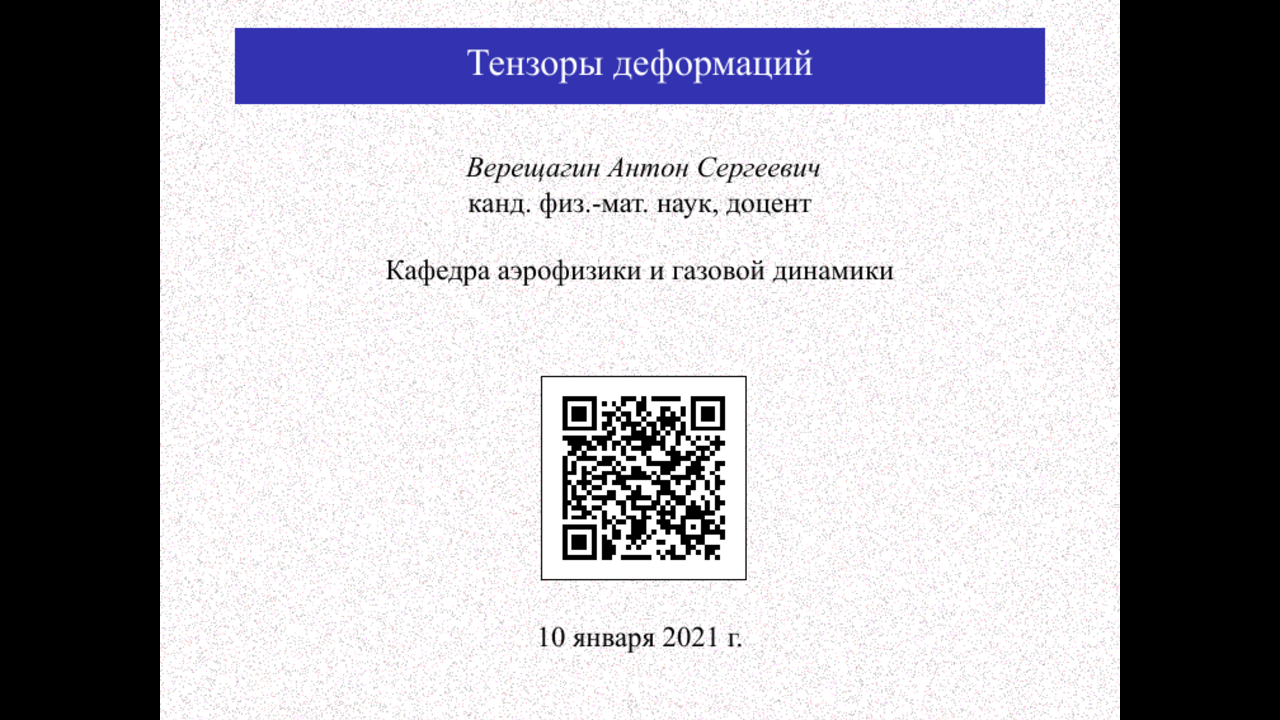 Тензоры деформаций
Верещагин Антон Сергеевич
канд. физ.-мат. наук, доцент
Кафедра аэрофизики и газовой динамики
10 января 2021 г.